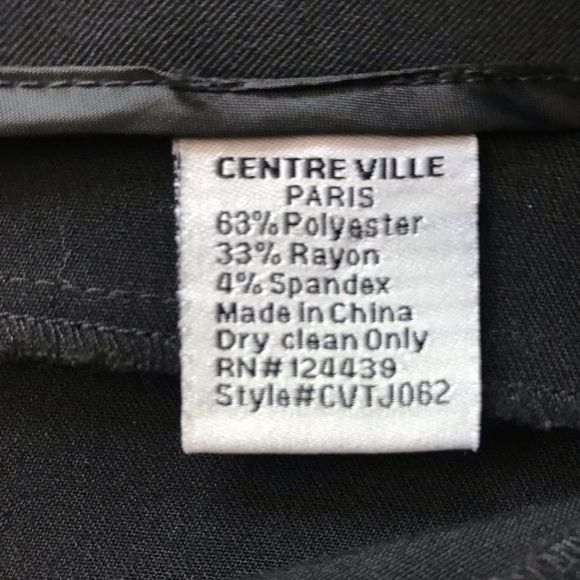 CENTRE VILLE
PARIS
63% Polyester
33% Rayon
4% Spandex
Made in China
Dry clean Only
RN# 124439
Style#CVTJ062